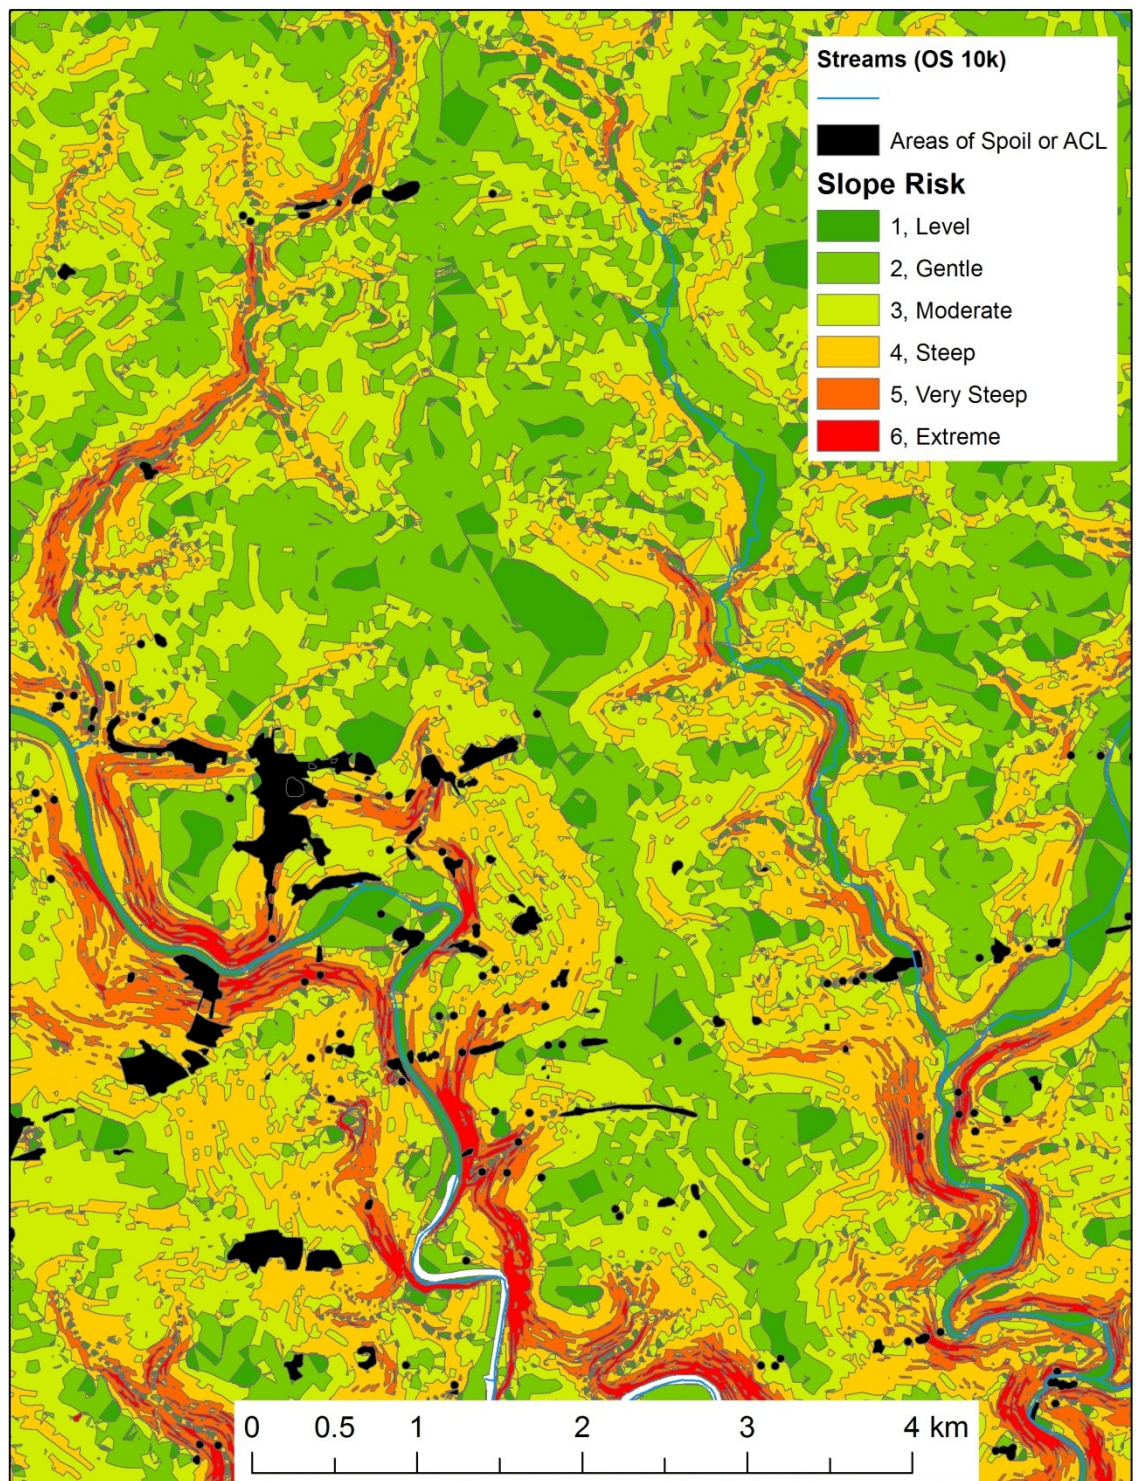 Streams (OS 10k)
Areas of Spoil or ACL
Slope Risk
1, Level
2, Gentle
3, Moderate
4, Steep
5, Very Steep
6, Extreme
0 0.5 1 2 3 4 km